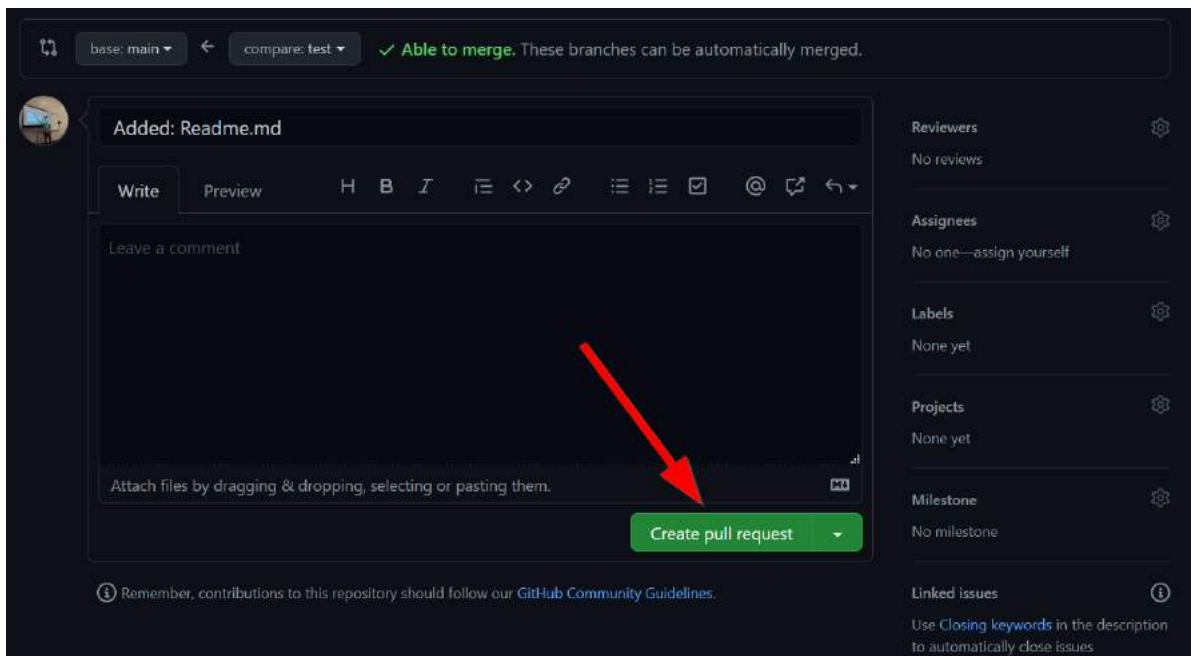 base: main
compare: test
Able to merge. These branches can be automatically merged.
Added: Readme.md
Write
Preview
H B I
Leave a comment
Attach files by dragging & dropping, selecting or pasting them.
Create pull request
Remember, contributions to this repository should follow our GitHub Community Guidelines.
Reviewers
No reviews
Assignees
No one—assign yourself
Labels
None yet
Projects
None yet
Milestone
No milestone
Linked issues
Use Closing keywords in the description
to automatically close issues